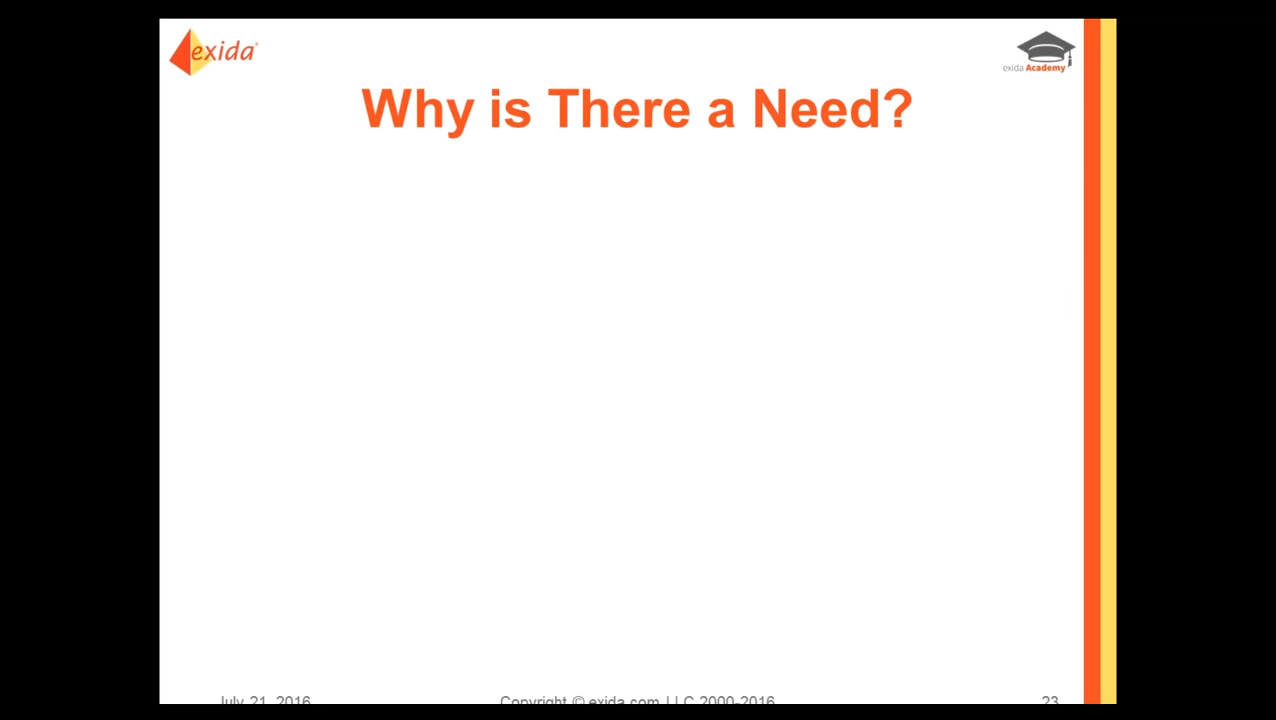 exida
exida Academy
Why is There a Need?
July 21, 2016 Copyright © exida.com LLC 2000-2016 23